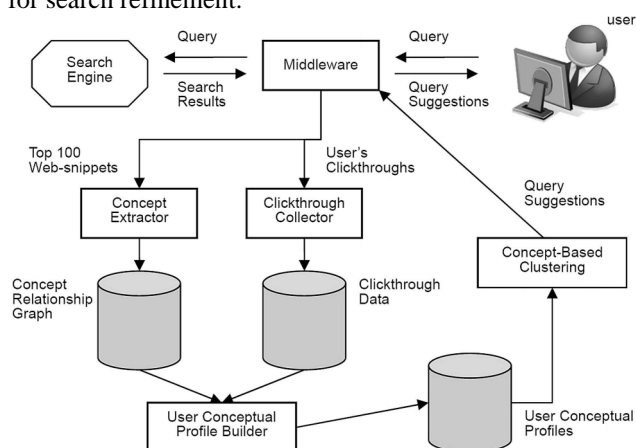 for search refinement.
user
Query
Query
Search
Engine
Middleware
Search
Results
Query
Suggestions
Top 100
Web-snippets
User's
Clickthroughs
Query
Suggestions
Concept
Extractor
Clickthrough
Collector
Concept-Based
Clustering
Concept
Relationship
Graph
Clickthrough
Data
User Conceptual
Profile Builder
User Conceptual
Profiles